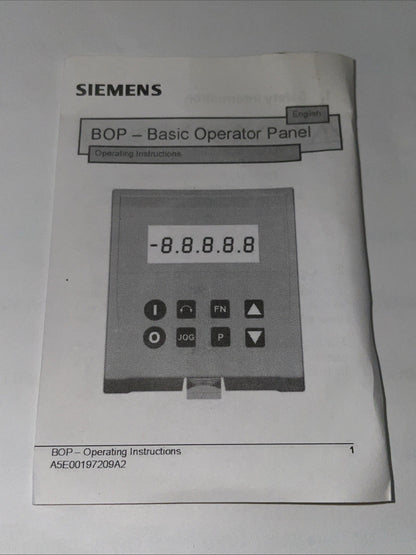 SIEMENS
English
BOP – Basic Operator Panel
Operating Instructions
-8.8.8.8.8
I FN
O JOG P
BOP – Operating Instructions 1
A5E00197209A2